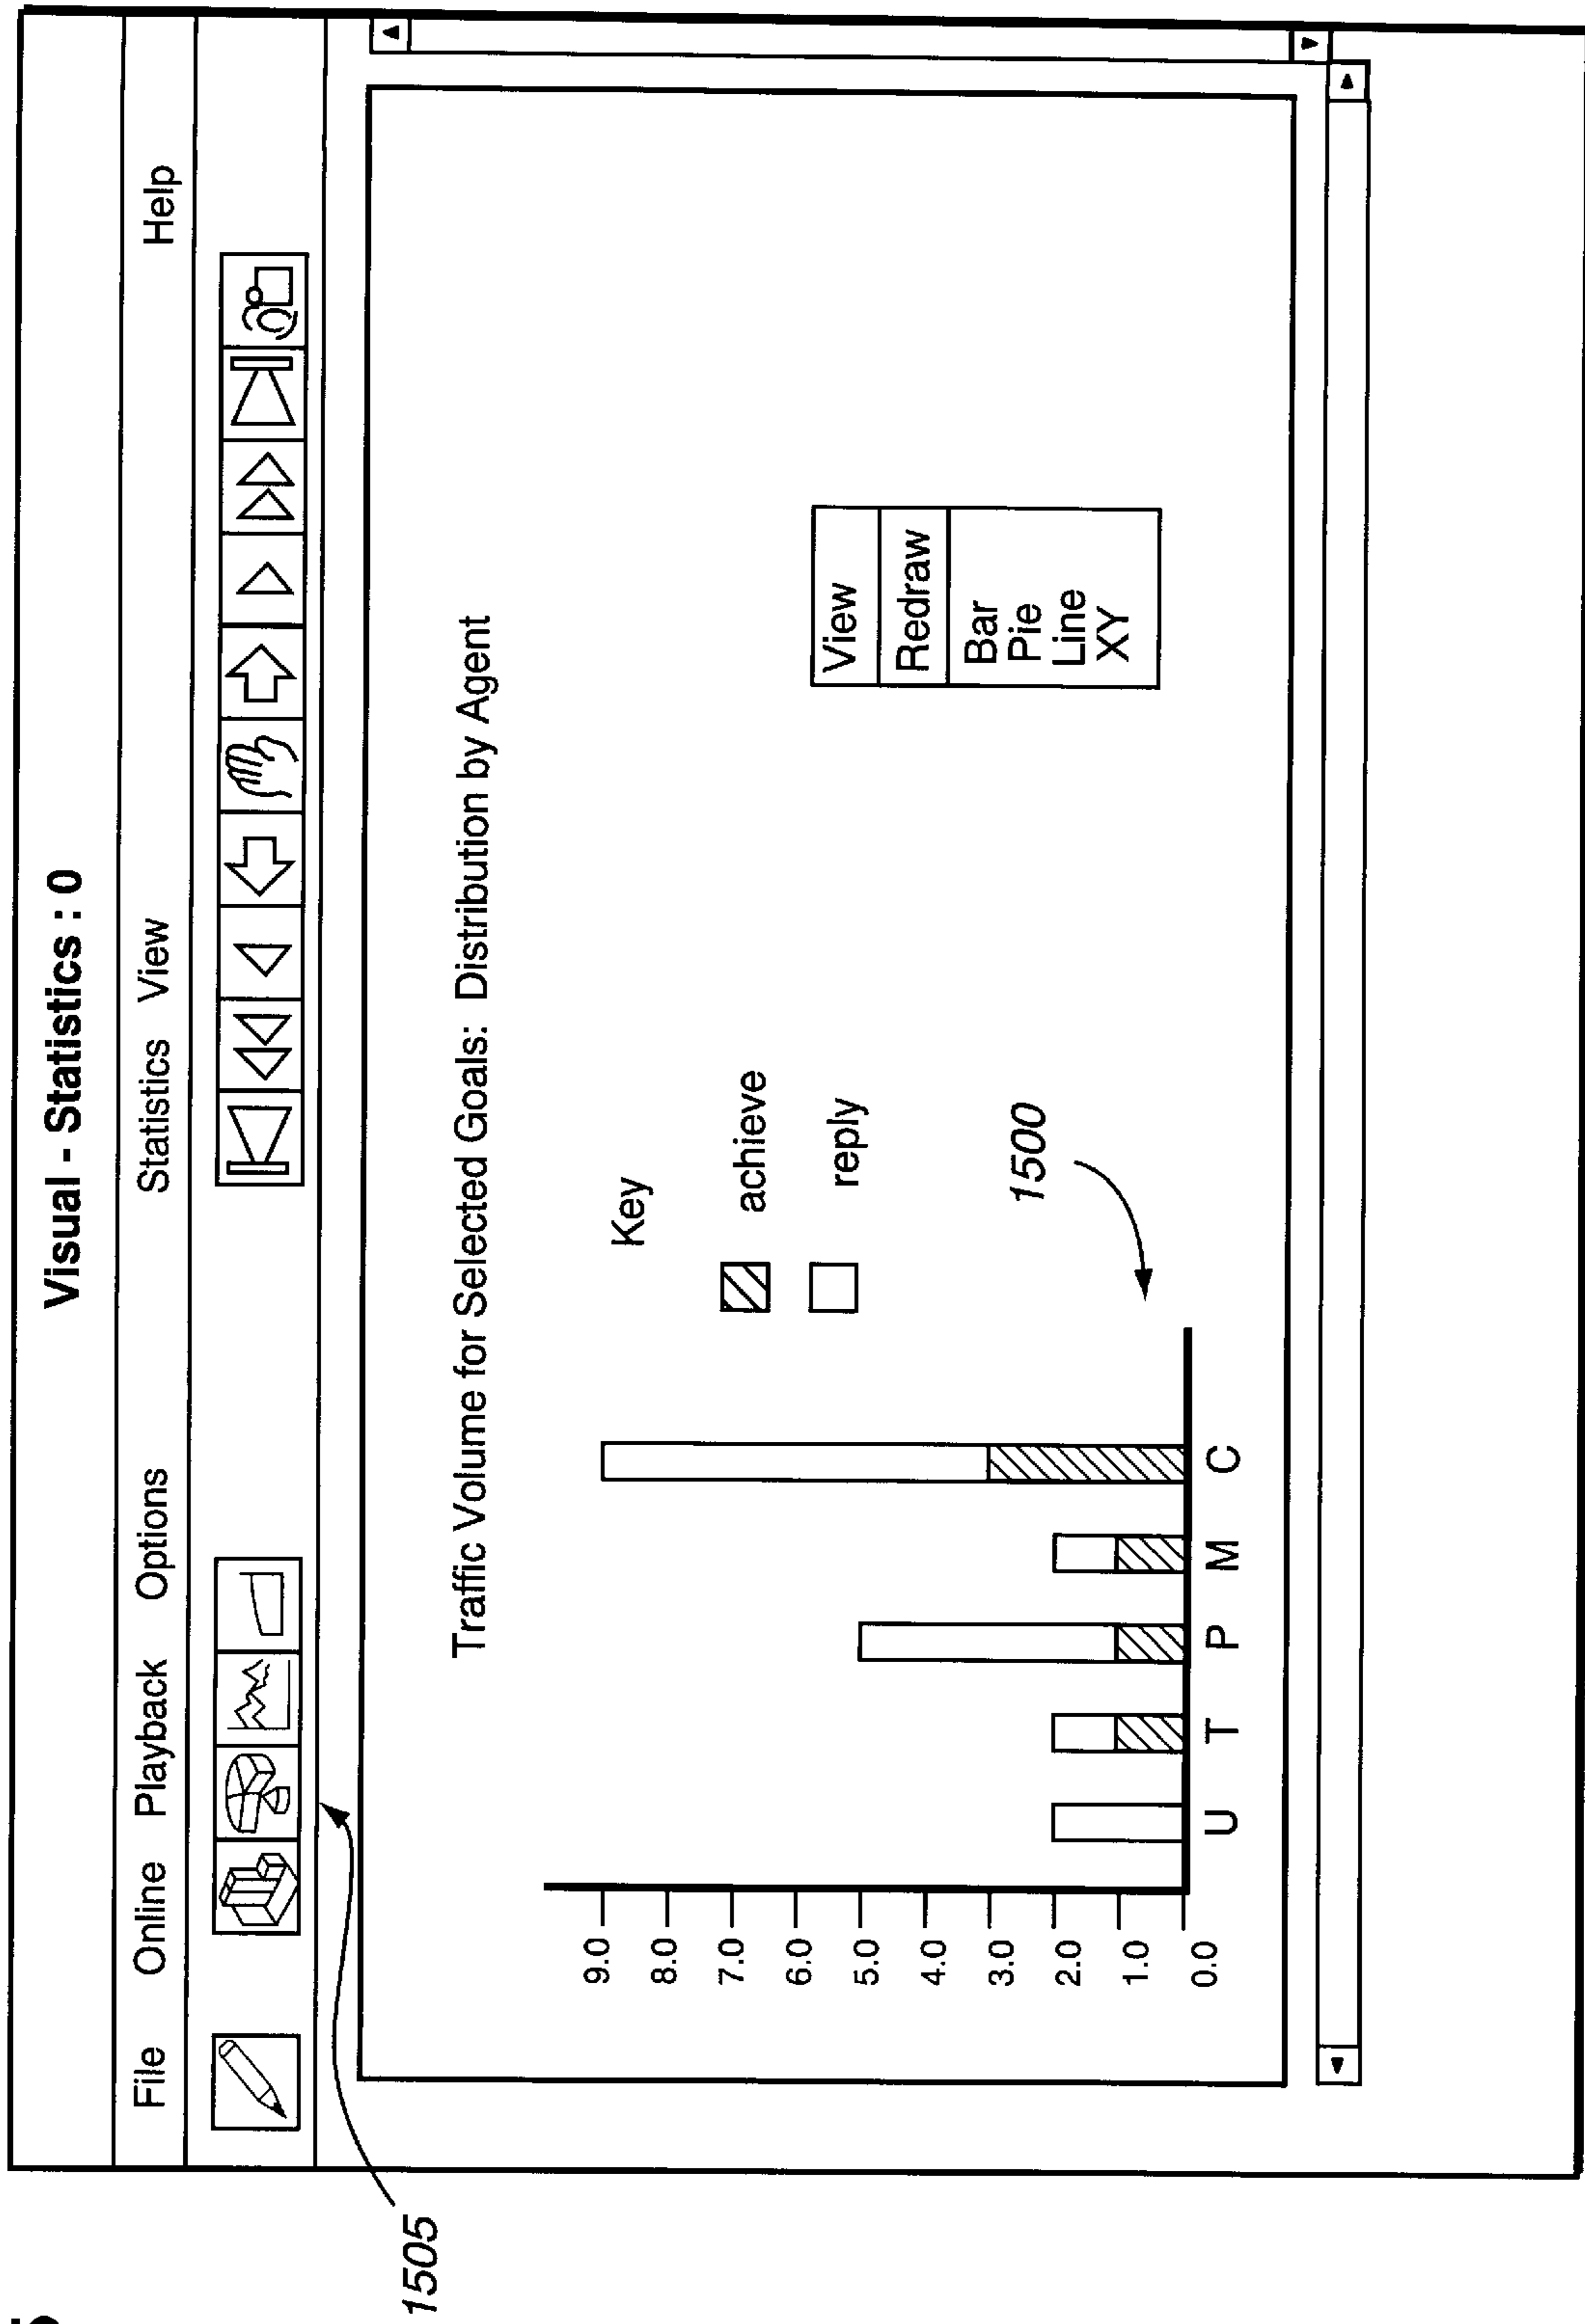 Visual - Statistics : 0
File Online Playback Options Statistics View Help
1505
Traffic Volume for Selected Goals: Distribution by Agent
Key
achieve
reply
9.0
8.0
7.0
6.0
5.0
4.0
3.0
2.0
1.0
0.0
U T P M C
1500
View
Redraw
Bar
Pie
Line
XY